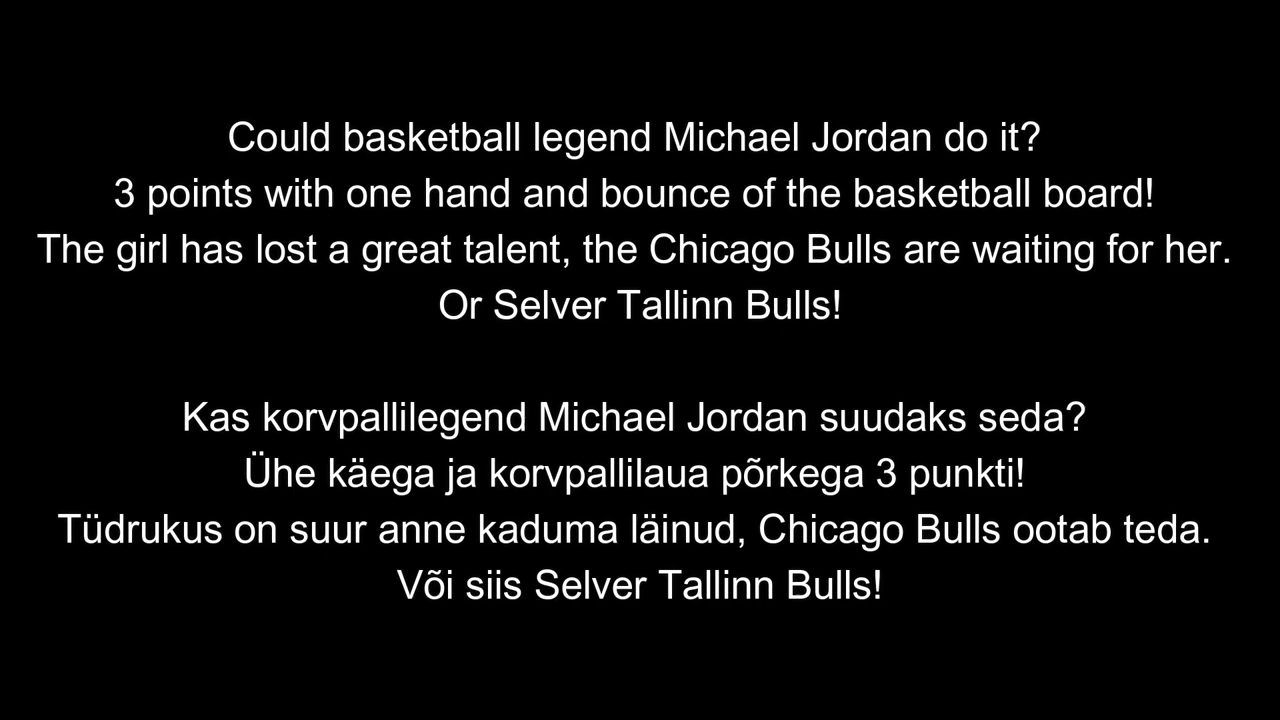 Could basketball legend Michael Jordan do it?
3 points with one hand and bounce of the basketball board!
The girl has lost a great talent, the Chicago Bulls are waiting for her.
Or Selver Tallinn Bulls!
Kas korvpallilegend Michael Jordan suudaks seda?
Ühe käega ja korvpallilaua põrkega 3 punkti!
Tüdrukus on suur anne kaduma läinud, Chicago Bulls ootab teda.
Või siis Selver Tallinn Bulls!